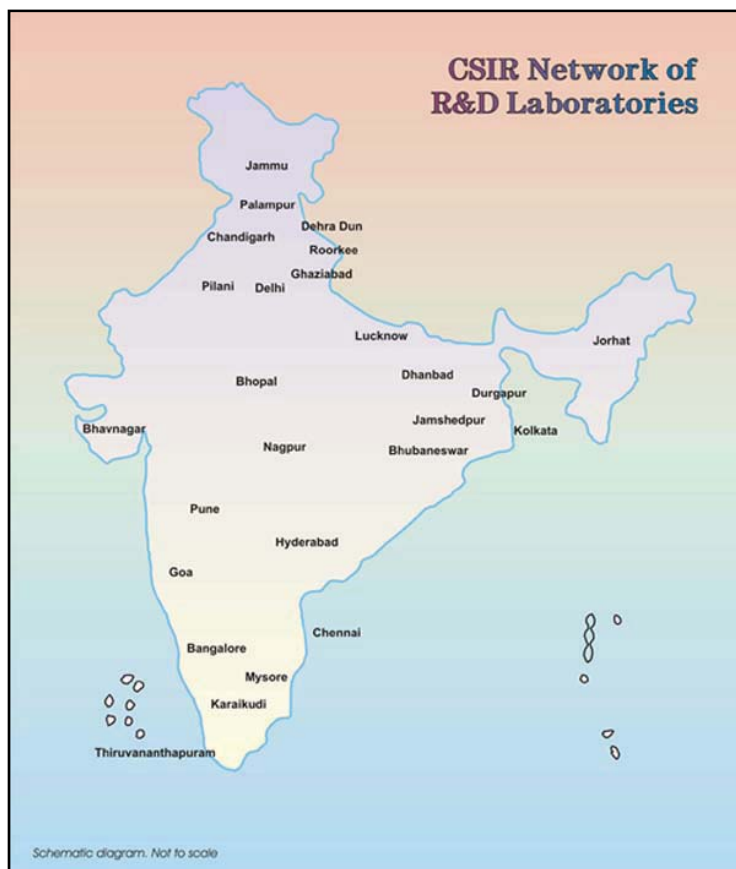 CSIR Network of
R&D Laboratories
Jammu
Palampur
Dehra Dun
Chandigarh
Roorkee
Ghaziabad
Pilani
Delhi
Lucknow
Jorhat
Dhanbad
Bhopal
Durgapur
Jamshedpur
Bhavnagar
Kolkata
Nagpur
Bhubaneswar
Pune
Hyderabad
Goa
Chennai
Bangalore
Mysore
Karaikudi
Thiruvananthapuram
Schematic diagram. Not to scale